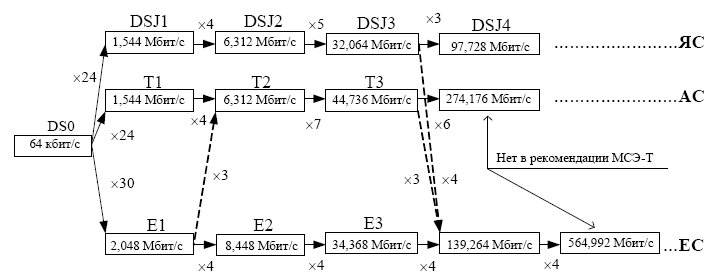 DSJ1 ×4 DSJ2 ×5 DSJ3 ×3 DSJ4
1,544 Мбит/с 6,312 Мбит/с 32,064 Мбит/с 97,728 Мбит/с ........................ЯС
×24
T1 T2 T3
1,544 Мбит/с 6,312 Мбит/с 44,736 Мбит/с 274,176 Мбит/с ........................АС
DS0 ×24 ×4 ×7 ×6
64 кбит/с
Нет в рекомендации МСЭ-Т
×30 ×3 ×3 ×4
E1 E2 E3
2,048 Мбит/с 8,448 Мбит/с 34,368 Мбит/с 139,264 Мбит/с 564,992 Мбит/с ...ЕС
×4 ×4 ×4 ×4